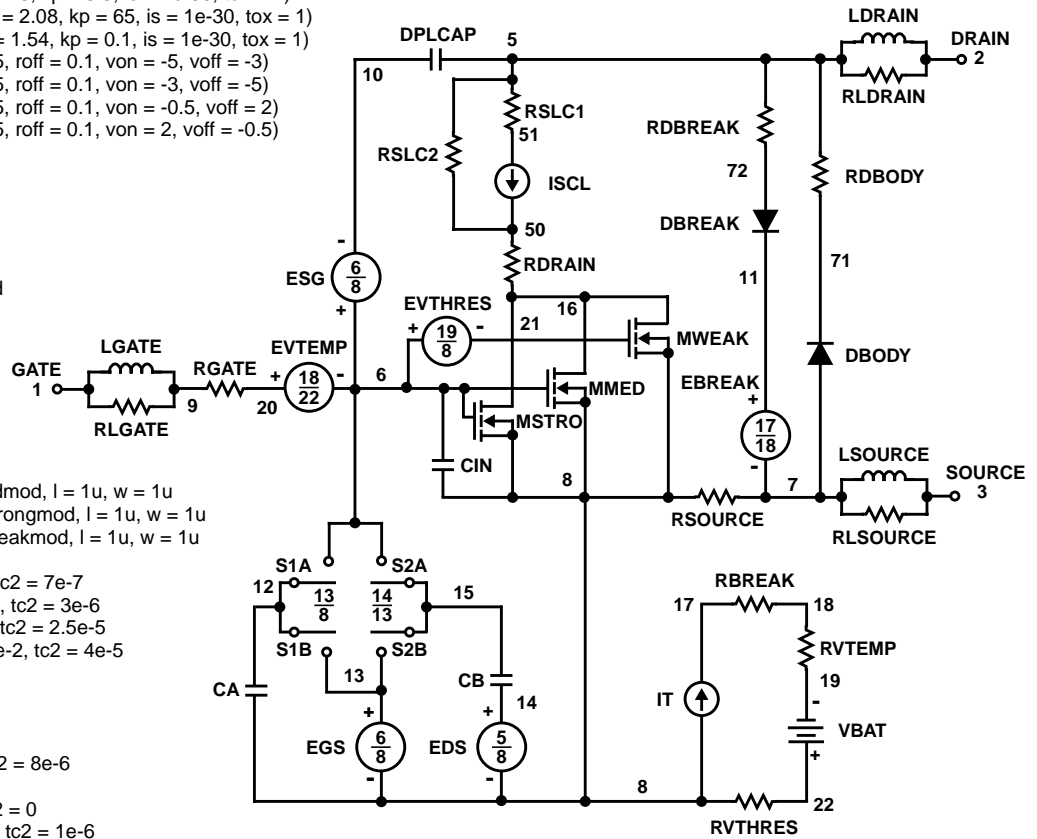 = 2.08, kp = 65, is = 1e-30, tox = 1)
= 1.54, kp = 0.1, is = 1e-30, tox = 1)
, roff = 0.1, von = -5, voff = -3)
, roff = 0.1, von = -3, voff = -5)
, roff = 0.1, von = -0.5, voff = 2)
, roff = 0.1, von = 2, voff = -0.5)
LDRAIN
DPLCAP
5
DRAIN
2
10
RLDRAIN
RSLC1
51
RDBREAK
RSLC2
72
RDBODY
ISCL
DBREAK
50
-
RDRAIN
71
ESG
6
8
11
+
EVTHRES
16
+
19
8
-
21
MWEAK
LGATE
EVTEMP
DBODY
GATE
1
RGATE
+
18
22
-
6
MMED
EBREAK
+
9
20
MSTRO
RLGATE
17
18
LSOURCE
CIN
-
SOURCE
3
8
7
dmod, l = 1u, w = 1u
rongmod, l = 1u, w = 1u
eakmod, l = 1u, w = 1u
RSOURCE
RLSOURCE
S1A
S2A
c2 = 7e-7
, tc2 = 3e-6
tc2 = 2.5e-5
e-2, tc2 = 4e-5
12
13
8
14
13
15
RBREAK
17
18
S1B
S2B
RVTEMP
13
CB
19
CA
14
IT
-
+
+
VBAT
EGS
6
8
EDS
5
8
+
2 = 8e-6
-
-
8
22
2 = 0
, tc2 = 1e-6
RVTHRES